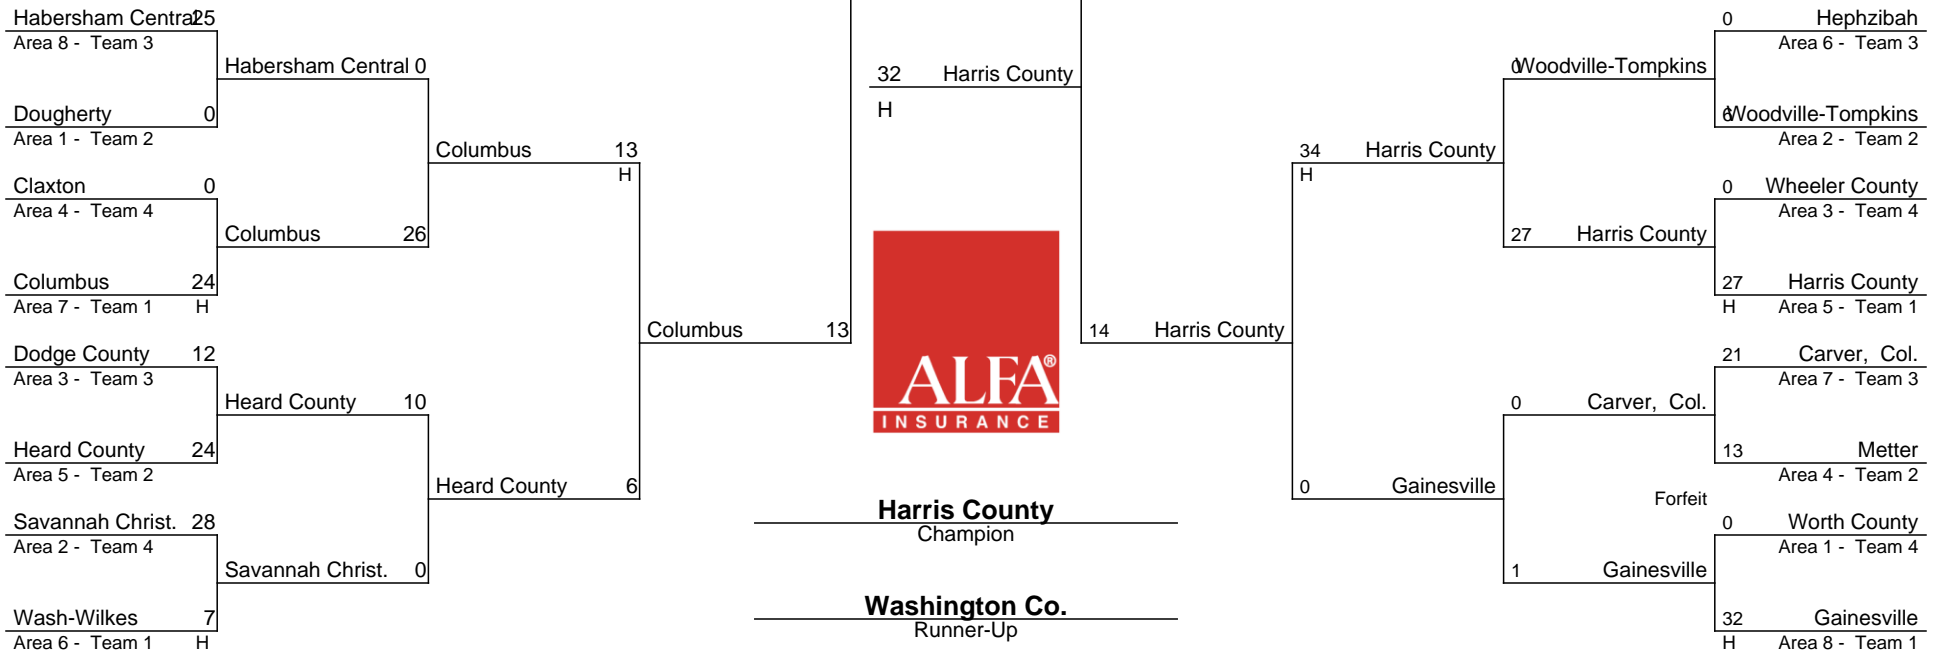 Habersham Central 25
Area 8 - Team 3
Habersham Central 0
Dougherty 0
Area 1 - Team 2
Columbus 13
H
Claxton 0
Area 4 - Team 4
Columbus 26
Columbus 24
Area 7 - Team 1 H
Columbus 13
Dodge County 12
Area 3 - Team 3
Heard County 10
Heard County 24
Area 5 - Team 2
Heard County 6
Savannah Christ. 28
Area 2 - Team 4
Savannah Christ. 0
Wash-Wilkes 7
Area 6 - Team 1 H
32 Harris County
H
ALFA®
INSURANCE
Harris County
Champion
Washington Co.
Runner-Up
0 Hephzibah
Area 6 - Team 3
0 Woodville-Tompkins
6 Woodville-Tompkins
Area 2 - Team 2
34 Harris County
H
0 Wheeler County
Area 3 - Team 4
27 Harris County
27 Harris County
H Area 5 - Team 1
14 Harris County
21 Carver, Col.
Area 7 - Team 3
0 Carver, Col.
13 Metter
Area 4 - Team 2
0 Gainesville
Forfeit
0 Worth County
Area 1 - Team 4
1 Gainesville
32 Gainesville
H Area 8 - Team 1